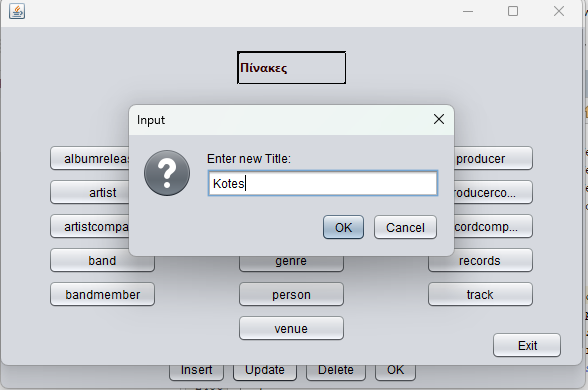 Πίνακες
Input
Enter new Title:
Kotes
OK
Cancel
albumreleas
producer
artist
roducerco...
artistcompa
cordcomp...
band
genre
records
bandmember
person
track
venue
Exit
Insert
Update
Delete
OK